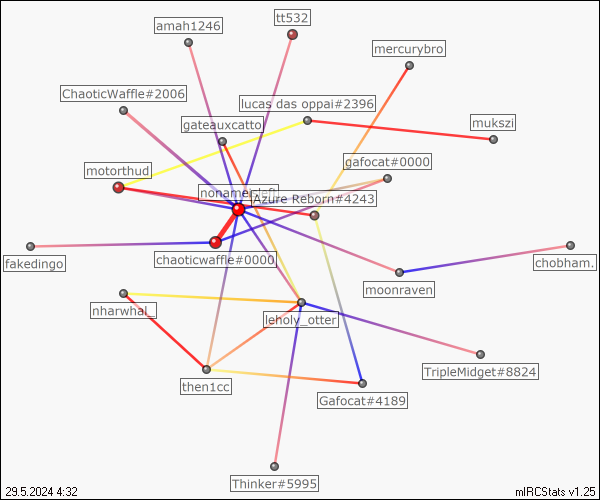 amah1246
tt532
mercurybro
ChaoticWaffle#2006
lucas das oppai#2396
gateauxcatto
mukszi
gafocat#0000
motorthud
Azure Reborn#4243
chaoticwaffle#0000
fakedingo
chobham.
moonraven
nharwhal_
leholy_otter
TripleMidget#8824
then1cc
Gafocat#4189
Thinker#5995
29.5.2024 4:32
mIRCStats v1.25